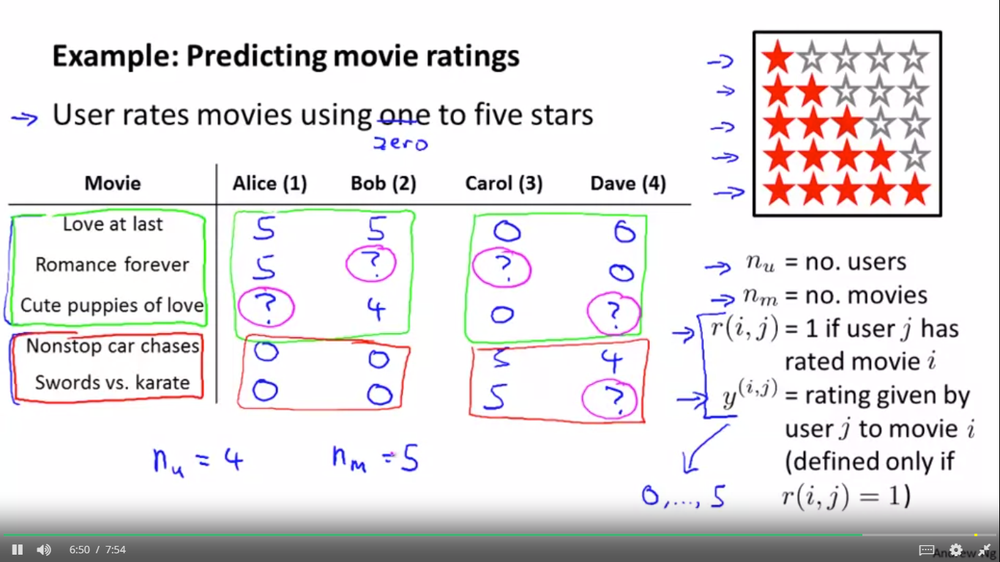 Example: Predicting movie ratings
User rates movies using one to five stars
zero
Movie Alice (1) Bob (2) Carol (3) Dave (4)
Love at last 5 5 0 0
Romance forever 5 ? ? 0
Cute puppies of love ? 4 0 ?
Nonstop car chases 0 0 5 4
Swords vs. karate 0 0 5 ?
n_u = 4 n_m = 5
n_u = no. users
n_m = no. movies
r(i, j) = 1 if user j has
rated movie i
y^(i,j) = rating given by
user j to movie i
(defined only if
r(i, j) = 1)
0, ..., 5
6:50 / 7:54
Andrew Ng